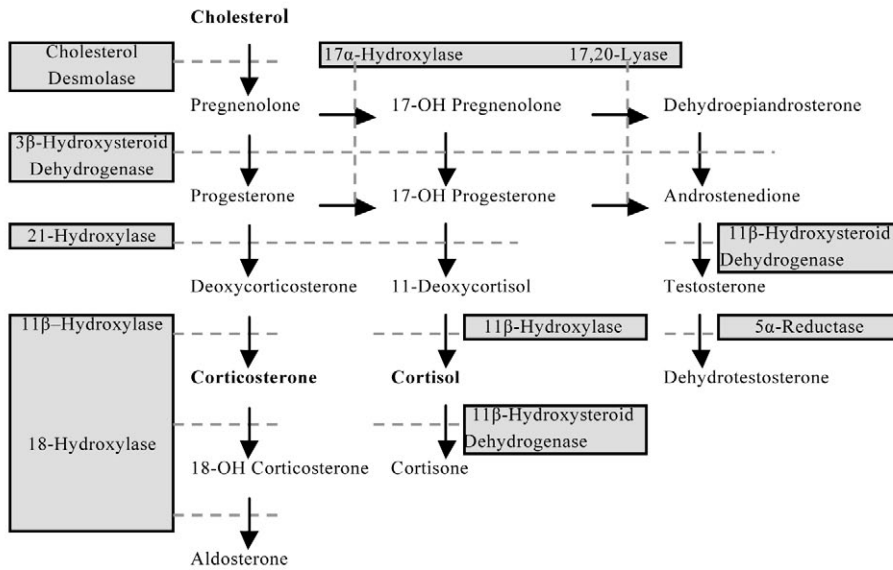 Cholesterol
Cholesterol
Desmolase
17α-Hydroxylase 17,20-Lyase
Pregnenolone 17-OH Pregnenolone Dehydroepiandrosterone
3β-Hydroxysteroid
Dehydrogenase
Progesterone 17-OH Progesterone Androstenedione
21-Hydroxylase
11β-Hydroxysteroid
Dehydrogenase
Deoxycorticosterone 11-Deoxycortisol Testosterone
11β–Hydroxylase
11β-Hydroxylase
5α-Reductase
Corticosterone Cortisol Dehydrotestosterone
18-Hydroxylase
11β-Hydroxysteroid
Dehydrogenase
18-OH Corticosterone Cortisone
Aldosterone